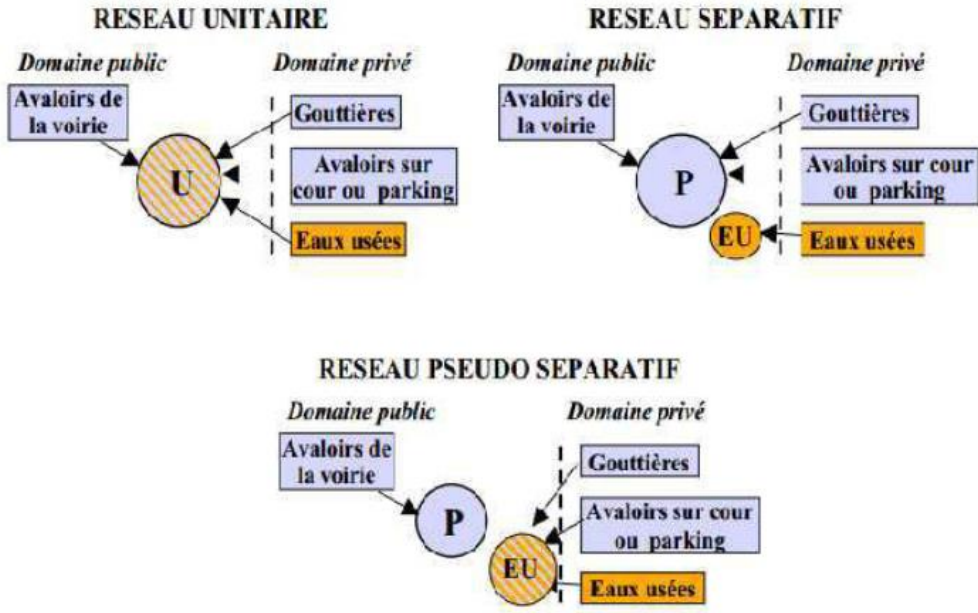 RESEAU UNITAIRE
Domaine public
Domaine privé
Avaloirs de
la voirie
Gouttières
U
Avaloirs sur
cour ou parking
Eaux usées
RESEAU SEPARATIF
Domaine public
Domaine privé
Avaloirs de
la voirie
Gouttières
P
Avaloirs sur cour
ou parking
EU
Eaux usées
RESEAU PSEUDO SEPARATIF
Domaine public
Domaine privé
Avaloirs de
la voirie
Gouttières
P
Avaloirs sur cour
ou parking
EU
Eaux usées